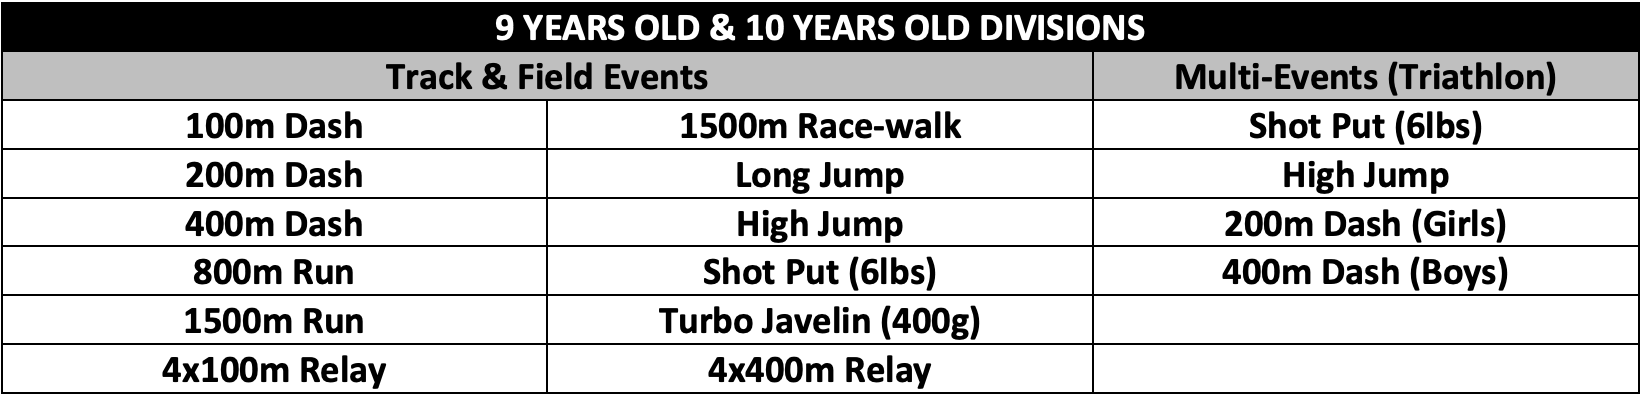 9 YEARS OLD & 10 YEARS OLD DIVISIONS
Track & Field Events Multi-Events (Triathlon)
100m Dash 1500m Race-walk Shot Put (6lbs)
200m Dash Long Jump High Jump
400m Dash High Jump 200m Dash (Girls)
800m Run Shot Put (6lbs) 400m Dash (Boys)
1500m Run Turbo Javelin (400g)
4x100m Relay 4x400m Relay